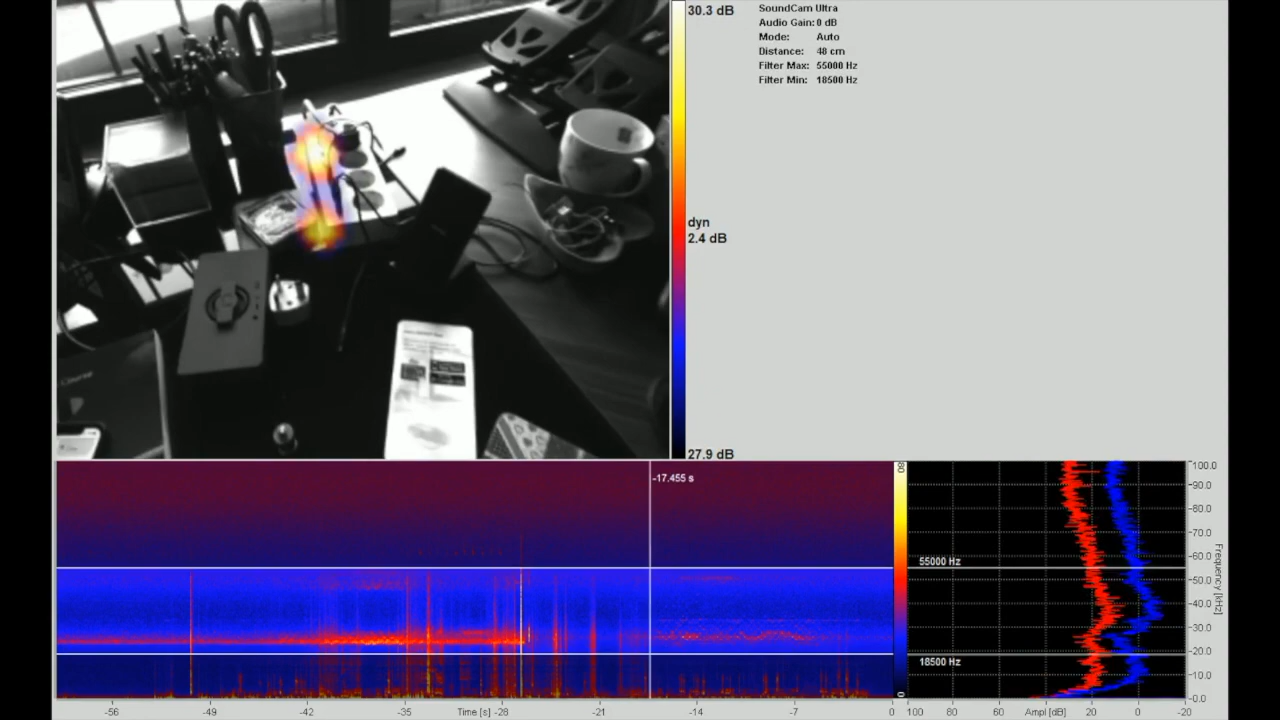 30.3 dB
dyn
2.4 dB
27.9 dB
SoundCam Ultra
Audio Gain: 0 dB
Mode: Auto
Distance: 48 cm
Filter Max: 55000 Hz
Filter Min: 18500 Hz
Course
-17.455 s
80
0
55000 Hz
18500 Hz
100.0
-90.0
-80.0
-70.0
-60.0
-50.0
-40.0
-30.0
-20.0
-10.0
-0.0
Frequency [kHz]
-56 -49 -42 -35 Time [s] -28 -21 -14 -7 0
100 80 60 Ampl [dB] 20 0 -20